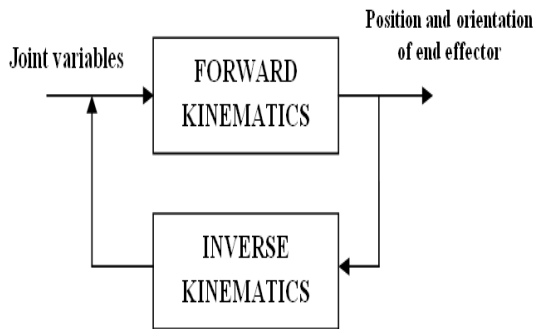 Joint variables
FORWARD
KINEMATICS
Position and orientation
of end effector
INVERSE
KINEMATICS